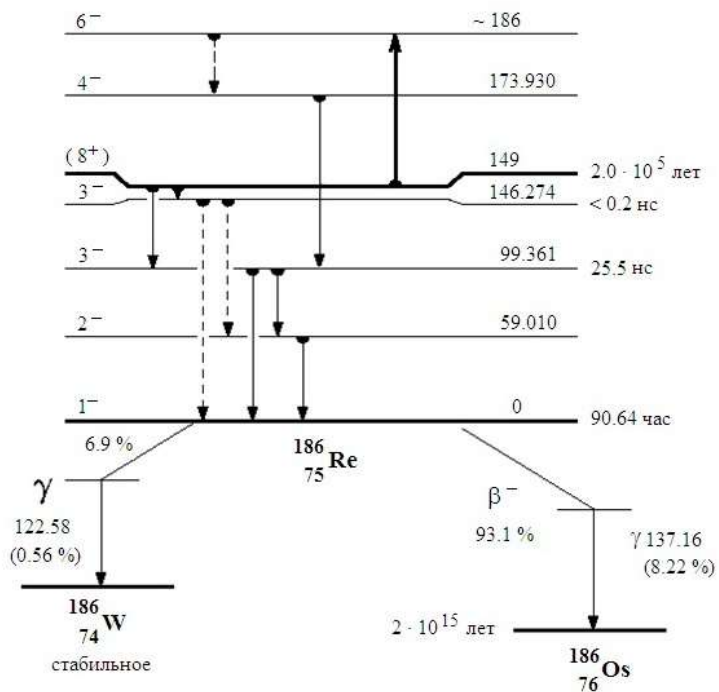 6⁻ ~ 186
4⁻ 173.930
(8⁺) 149 2.0 · 10⁵ лет
3⁻ 146.274 < 0.2 нс
3⁻ 99.361 25.5 нс
2⁻ 59.010
1⁻ 0 90.64 час
6.9 %
186
75 Re
γ
122.58
(0.56 %)
β⁻
93.1 %
γ 137.16
(8.22 %)
186
74 W
стабильное
2 · 10¹⁵ лет
186
76 Os